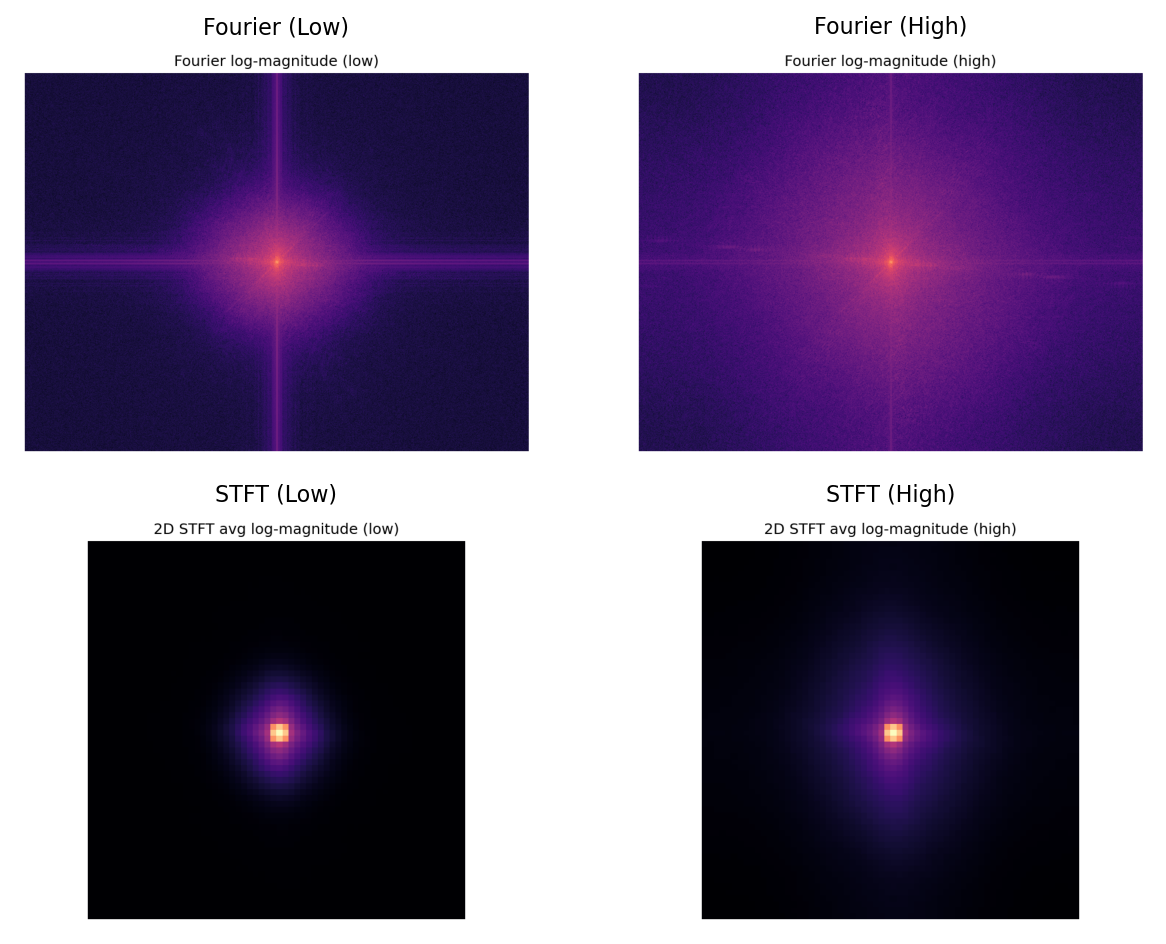 Fourier (Low)
Fourier (High)
Fourier log-magnitude (low)
Fourier log-magnitude (high)
STFT (Low)
STFT (High)
2D STFT avg log-magnitude (low)
2D STFT avg log-magnitude (high)